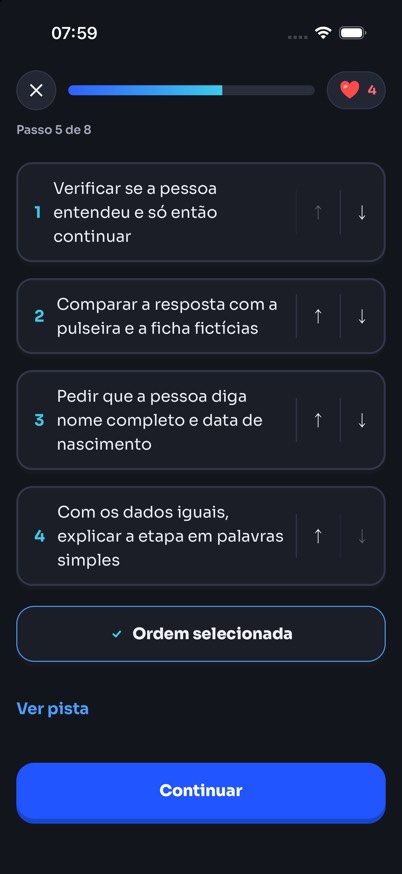 07:59
4
Passo 5 de 8
Verificar se a pessoa
1 entendeu e só então
continuar
Comparar a resposta com a
2 pulseira e a ficha fictícias
Pedir que a pessoa diga
3 nome completo e data de
nascimento
Com os dados iguais,
4 explicar a etapa em palavras
simples
Ordem selecionada
Ver pista
Continuar